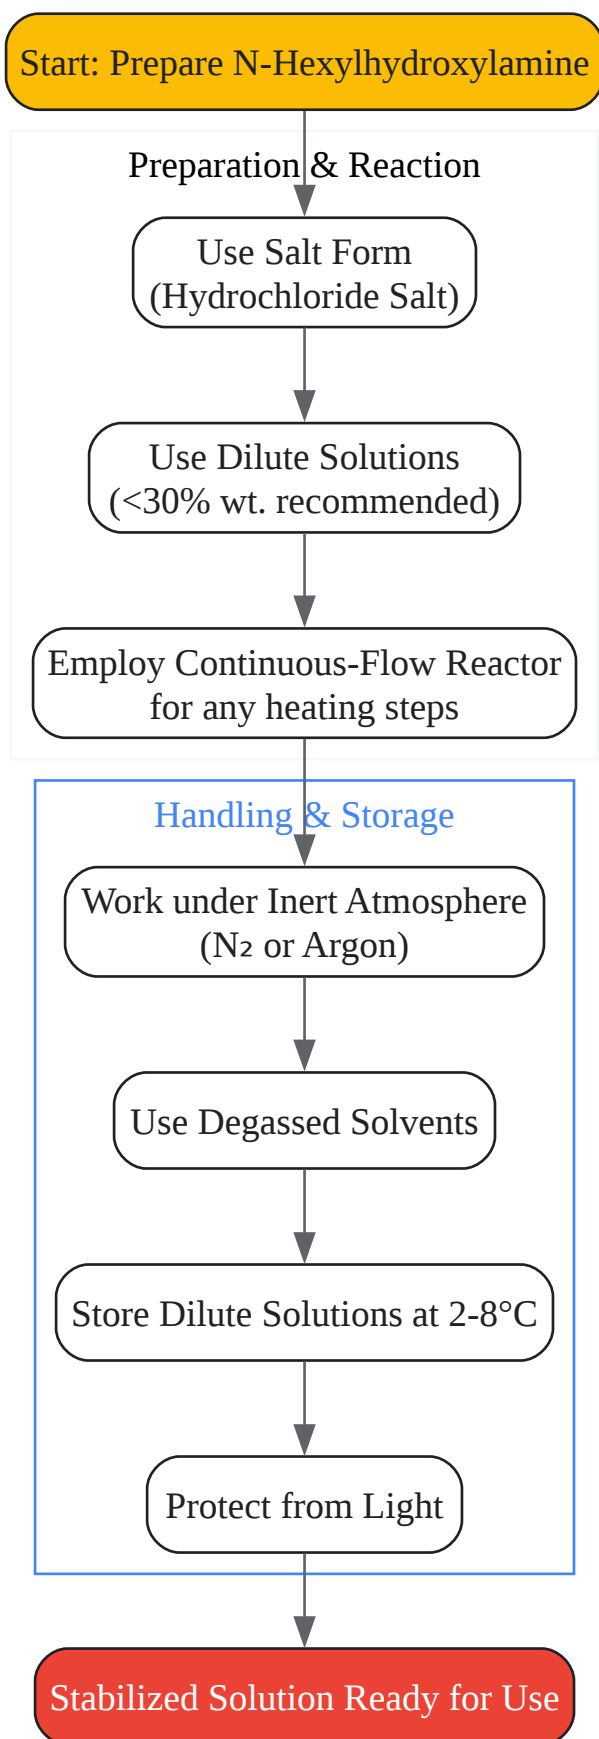 Start: Prepare N-Hexylhydroxylamine
Preparation & Reaction
Use Salt Form
(Hydrochloride Salt)
Use Dilute Solutions
(<30% wt. recommended)
Employ Continuous-Flow Reactor
for any heating steps
Handling & Storage
Work under Inert Atmosphere
(N₂ or Argon)
Use Degassed Solvents
Store Dilute Solutions at 2-8°C
Protect from Light
Stabilized Solution Ready for Use